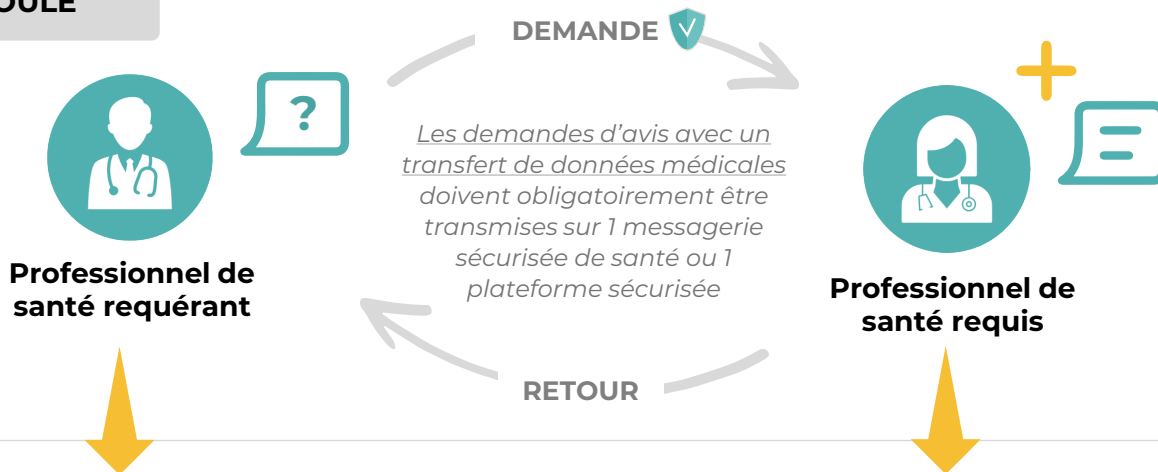 DEMANDE
?
Les demandes d'avis avec un
transfert de données médicales
doivent obligatoirement être
transmises sur 1 messagerie
sécurisée de santé ou 1
plateforme sécurisée
Professionnel de
santé requérant
Professionnel de
santé requis
RETOUR